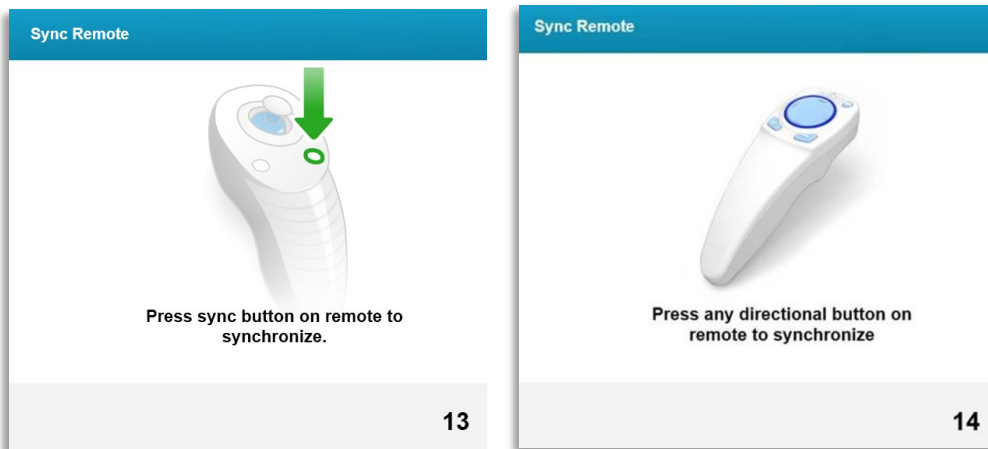 Sync Remote
Press sync button on remote to
synchronize.
13
Sync Remote
Press any directional button on
remote to synchronize
14